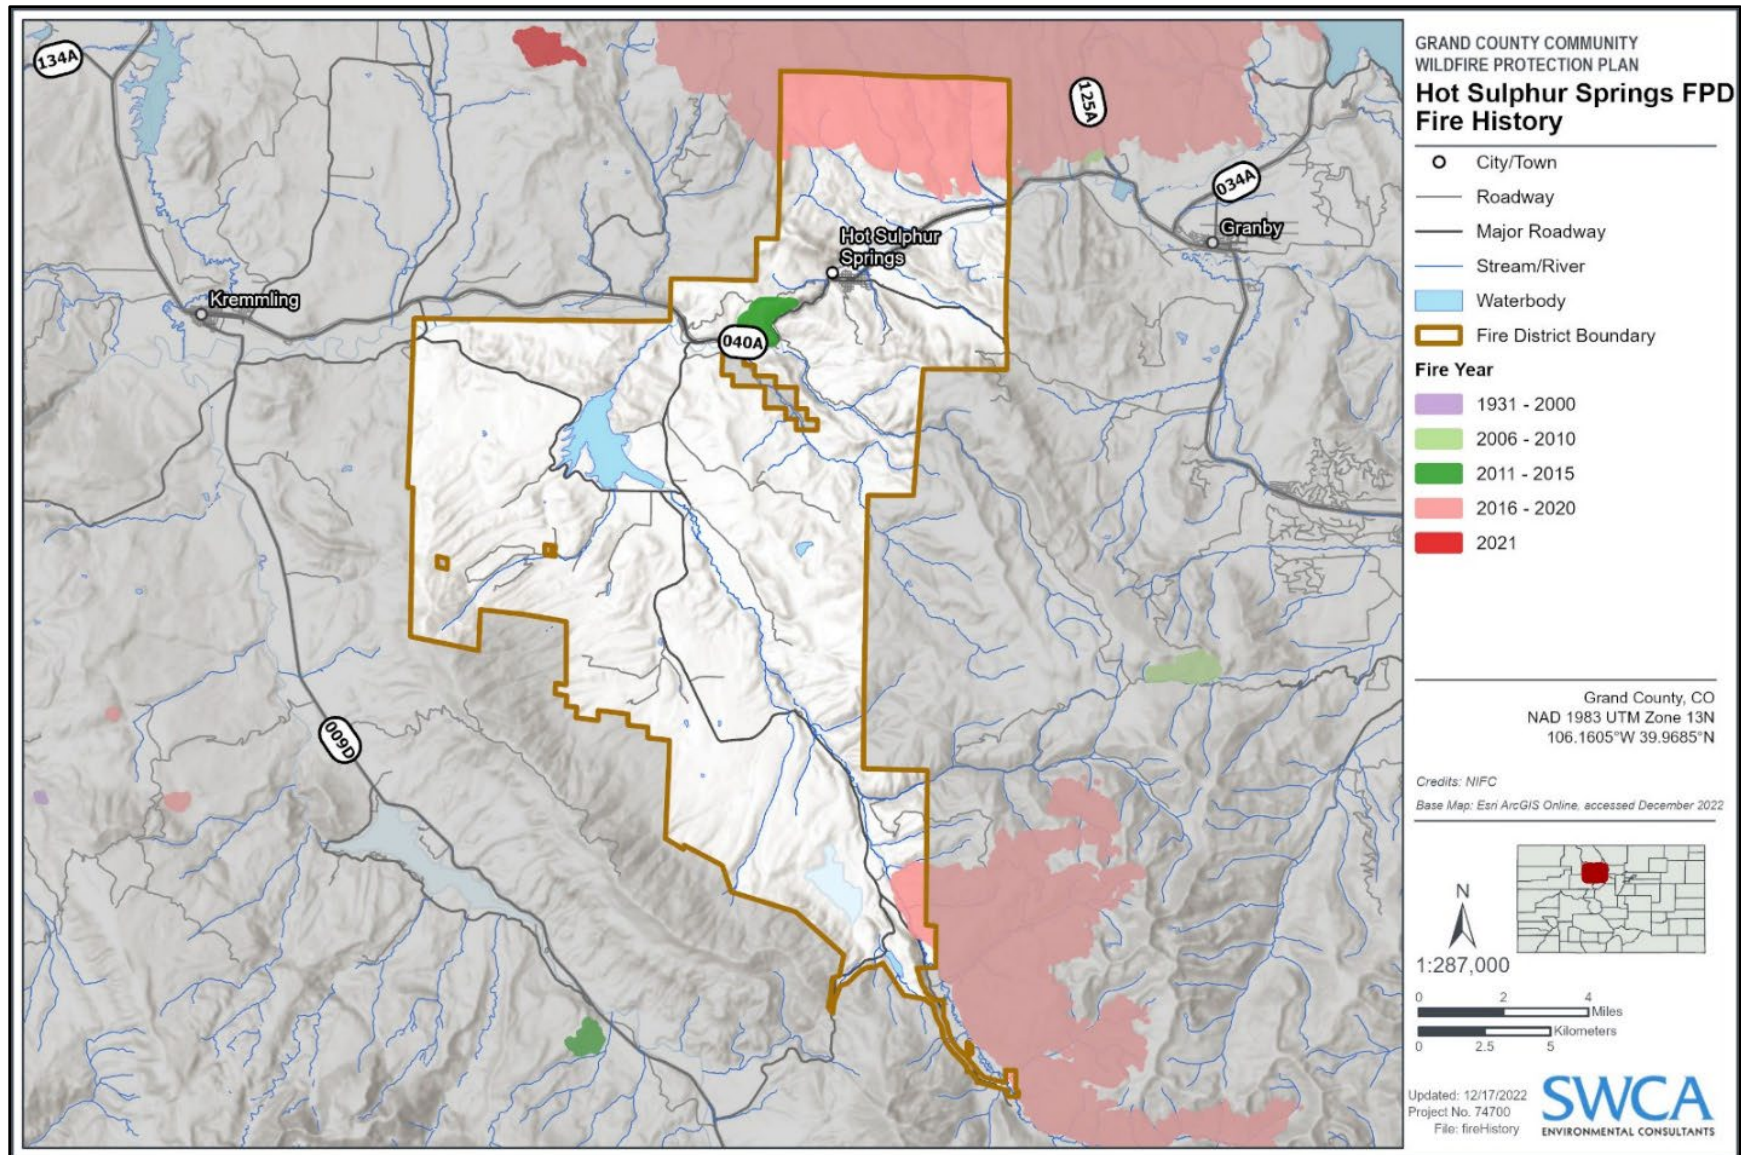 134A
125A
034A
Granby
Hot Sulphur
Springs
Kremmling
040A
009D
GRAND COUNTY COMMUNITY
WILDFIRE PROTECTION PLAN
Hot Sulphur Springs FPD
Fire History
City/Town
Roadway
Major Roadway
Stream/River
Waterbody
Fire District Boundary
Fire Year
1931 - 2000
2006 - 2010
2011 - 2015
2016 - 2020
2021
Grand County, CO
NAD 1983 UTM Zone 13N
106.1605°W 39.9685°N
Credits: NIFC
Base Map: Esri ArcGIS Online, accessed December 2022
N
1:287,000
0 2 4
Miles
Kilometers
0 2.5 5
Updated: 12/17/2022
Project No. 74700
File: fireHistory
SWCA
ENVIRONMENTAL CONSULTANTS